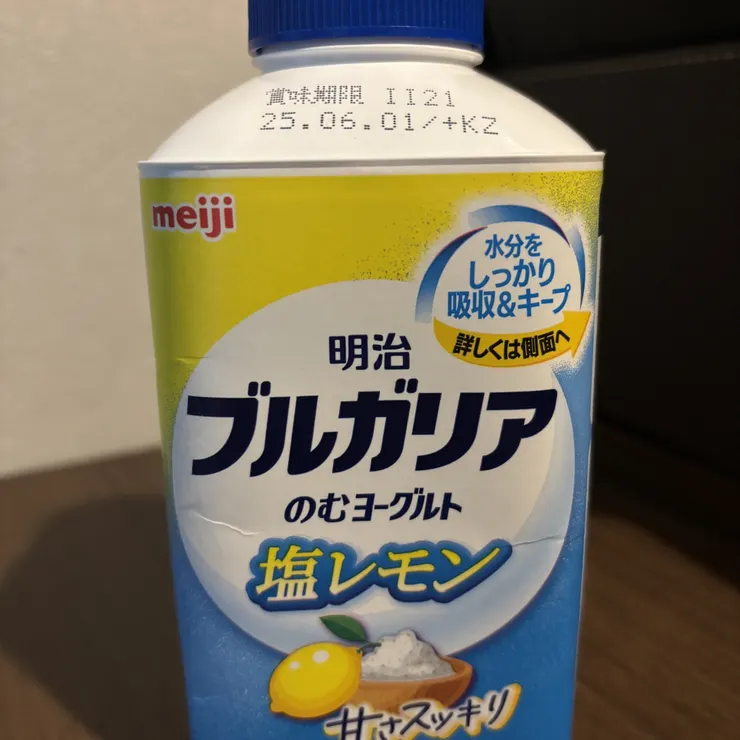 賞味期限 II21
25.06.01/+KZ
meiji
水分を
しっかり
吸収&キープ
詳しくは側面へ
明治
ブルガリア
のむヨーグルト
塩レモン
甘さスッキリ